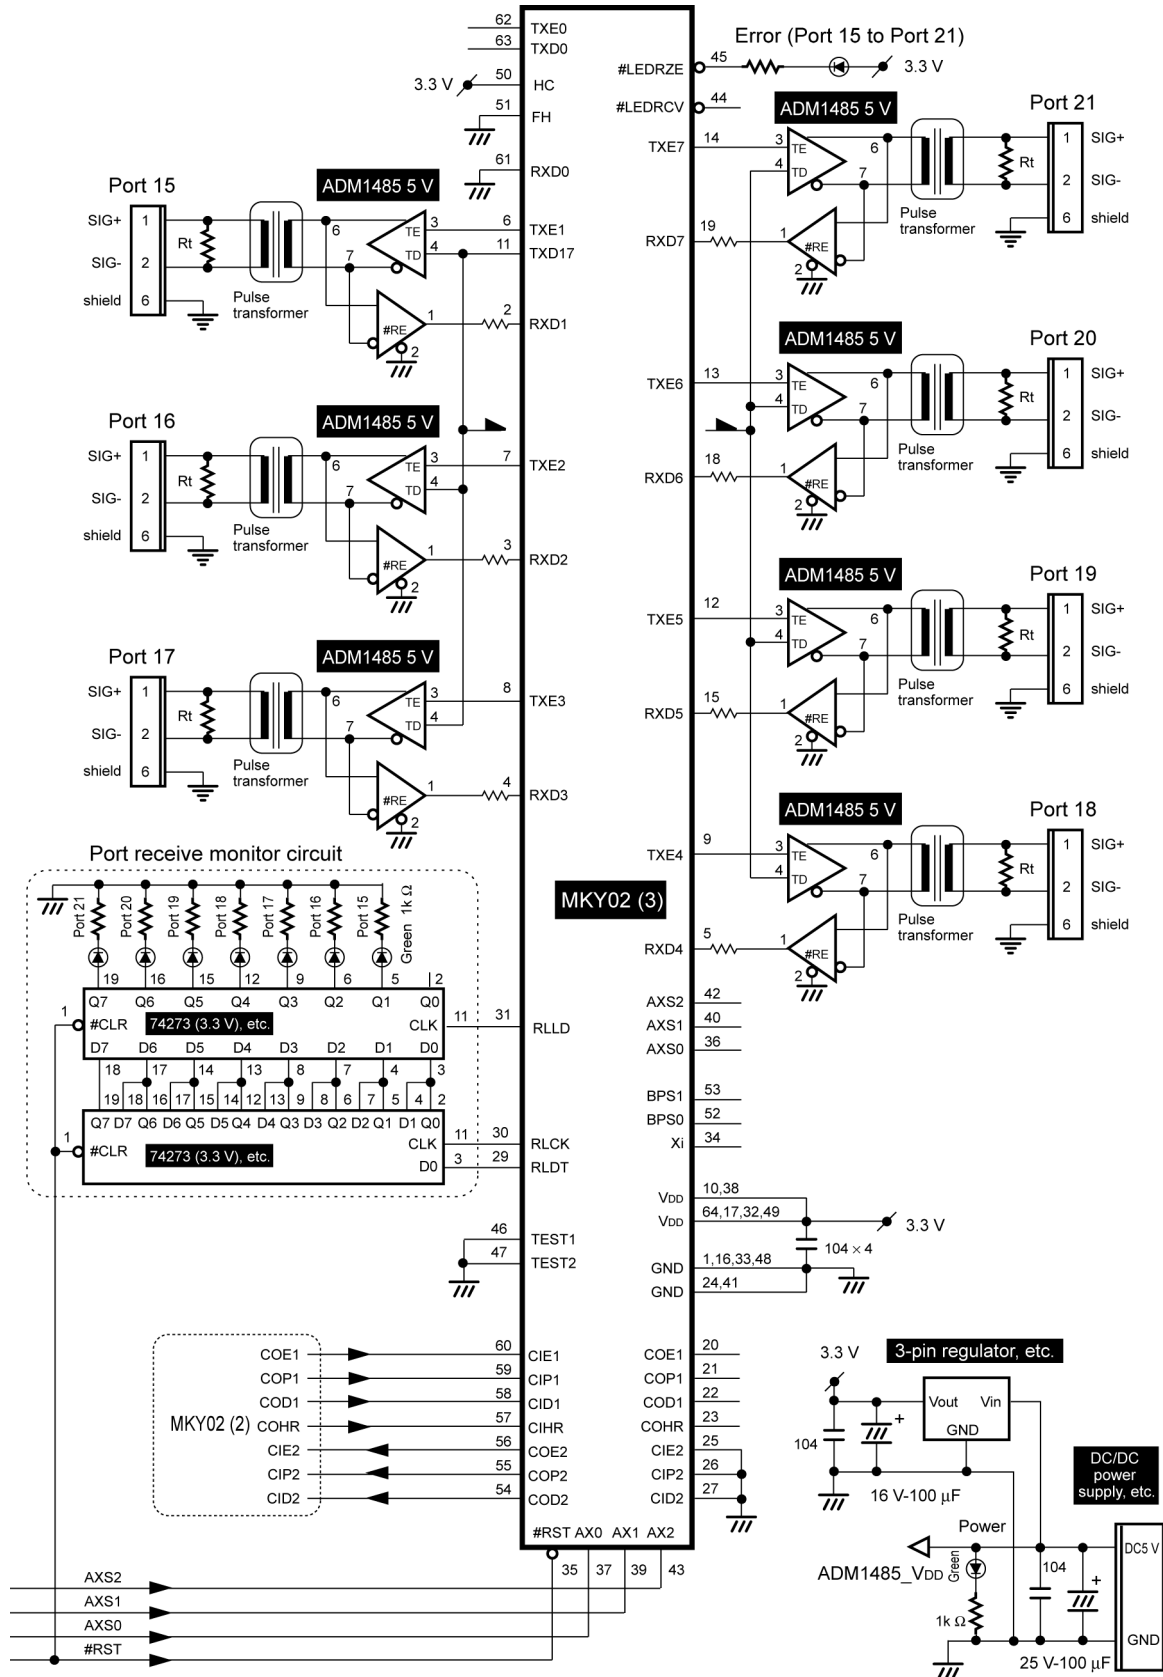 62 TXE0
63 TXD0
3.3 V 50 HC
51 FH
61 RXD0
Error (Port 15 to Port 21)
#LEDRZE 45 3.3 V
#LEDRCV 44
ADM1485 5 V
Port 21
TXE7 14 3 TE 6 1 SIG+
4 TD 7 Rt 2 SIG-
RXD7 19 1 #RE 2 6 shield
Pulse
transformer
Port 15
ADM1485 5 V
SIG+ 1 6 TE 3 6 TXE1
SIG- 2 Rt 7 TD 4 11 TXD17
shield 6 #RE 1 2 2 RXD1
Pulse
transformer
Port 16
ADM1485 5 V
SIG+ 1 6 TE 3 7 TXE2
SIG- 2 Rt 7 TD 4
shield 6 #RE 1 2 3 RXD2
Pulse
transformer
Port 20
ADM1485 5 V
TXE6 13 3 TE 6 1 SIG+
4 TD 7 Rt 2 SIG-
RXD6 18 1 #RE 2 6 shield
Pulse
transformer
Port 17
ADM1485 5 V
SIG+ 1 6 TE 3 8 TXE3
SIG- 2 Rt 7 TD 4
shield 6 #RE 1 2 4 RXD3
Pulse
transformer
Port 19
ADM1485 5 V
TXE5 12 3 TE 6 1 SIG+
4 TD 7 Rt 2 SIG-
RXD5 15 1 #RE 2 6 shield
Pulse
transformer
Port 18
ADM1485 5 V
TXE4 9 3 TE 6 1 SIG+
4 TD 7 Rt 2 SIG-
RXD4 5 1 #RE 2 6 shield
Pulse
transformer
MKY02 (3)
Port receive monitor circuit
Port 21 Port 20 Port 19 Port 18 Port 17 Port 16 Port 15 Green 1k Ω
19 16 15 12 9 6 5 2
Q7 Q6 Q5 Q4 Q3 Q2 Q1 Q0
1 #CLR 74273 (3.3 V), etc. CLK 11 31 RLLD
D7 D6 D5 D4 D3 D2 D1 D0
18 17 14 13 8 7 4 3
19 18 16 17 15 14 12 13 9 8 6 7 5 4 2
Q7 D7 Q6 D6 Q5 D5 Q4 D4 Q3 D3 Q2 D2 Q1 D1 Q0
1 #CLR 74273 (3.3 V), etc. CLK 11 30 RLCK
D0 3 29 RLDT
AXS2 42
AXS1 40
AXS0 36
BPS1 53
BPS0 52
Xi 34
VDD 10,38
VDD 64,17,32,49 3.3 V
104 × 4
GND 1,16,33,48
GND 24,41
46 TEST1
47 TEST2
MKY02 (2)
COE1 60 CIE1
COP1 59 CIP1
COD1 58 CID1
COHR 57 CIHR
CIE2 56 COE2
CIP2 55 COP2
CID2 54 COD2
COE1 20
COP1 21
COD1 22
COHR 23
CIE2 25
CIP2 26
CID2 27
#RST AX0 AX1 AX2
35 37 39 43
AXS2
AXS1
AXS0
#RST
3.3 V
3-pin regulator, etc.
Vout Vin
GND
104
+
16 V-100 µF
DC/DC
power
supply, etc.
Power
ADM1485_VDD
Green
1k Ω
104
+
25 V-100 µF
DC5 V
GND